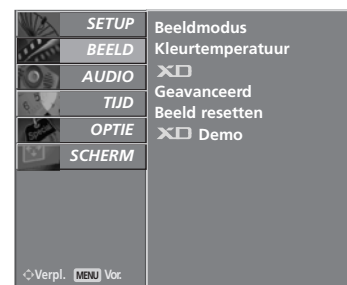 SETUP
BEELD
AUDIO
TIJD
OPTIE
SCHERM
Beeldmodus
Kleurtemperatuur
XD
Geavanceerd
Beeld resetten
XD Demo
Verpl. MENU Vor.